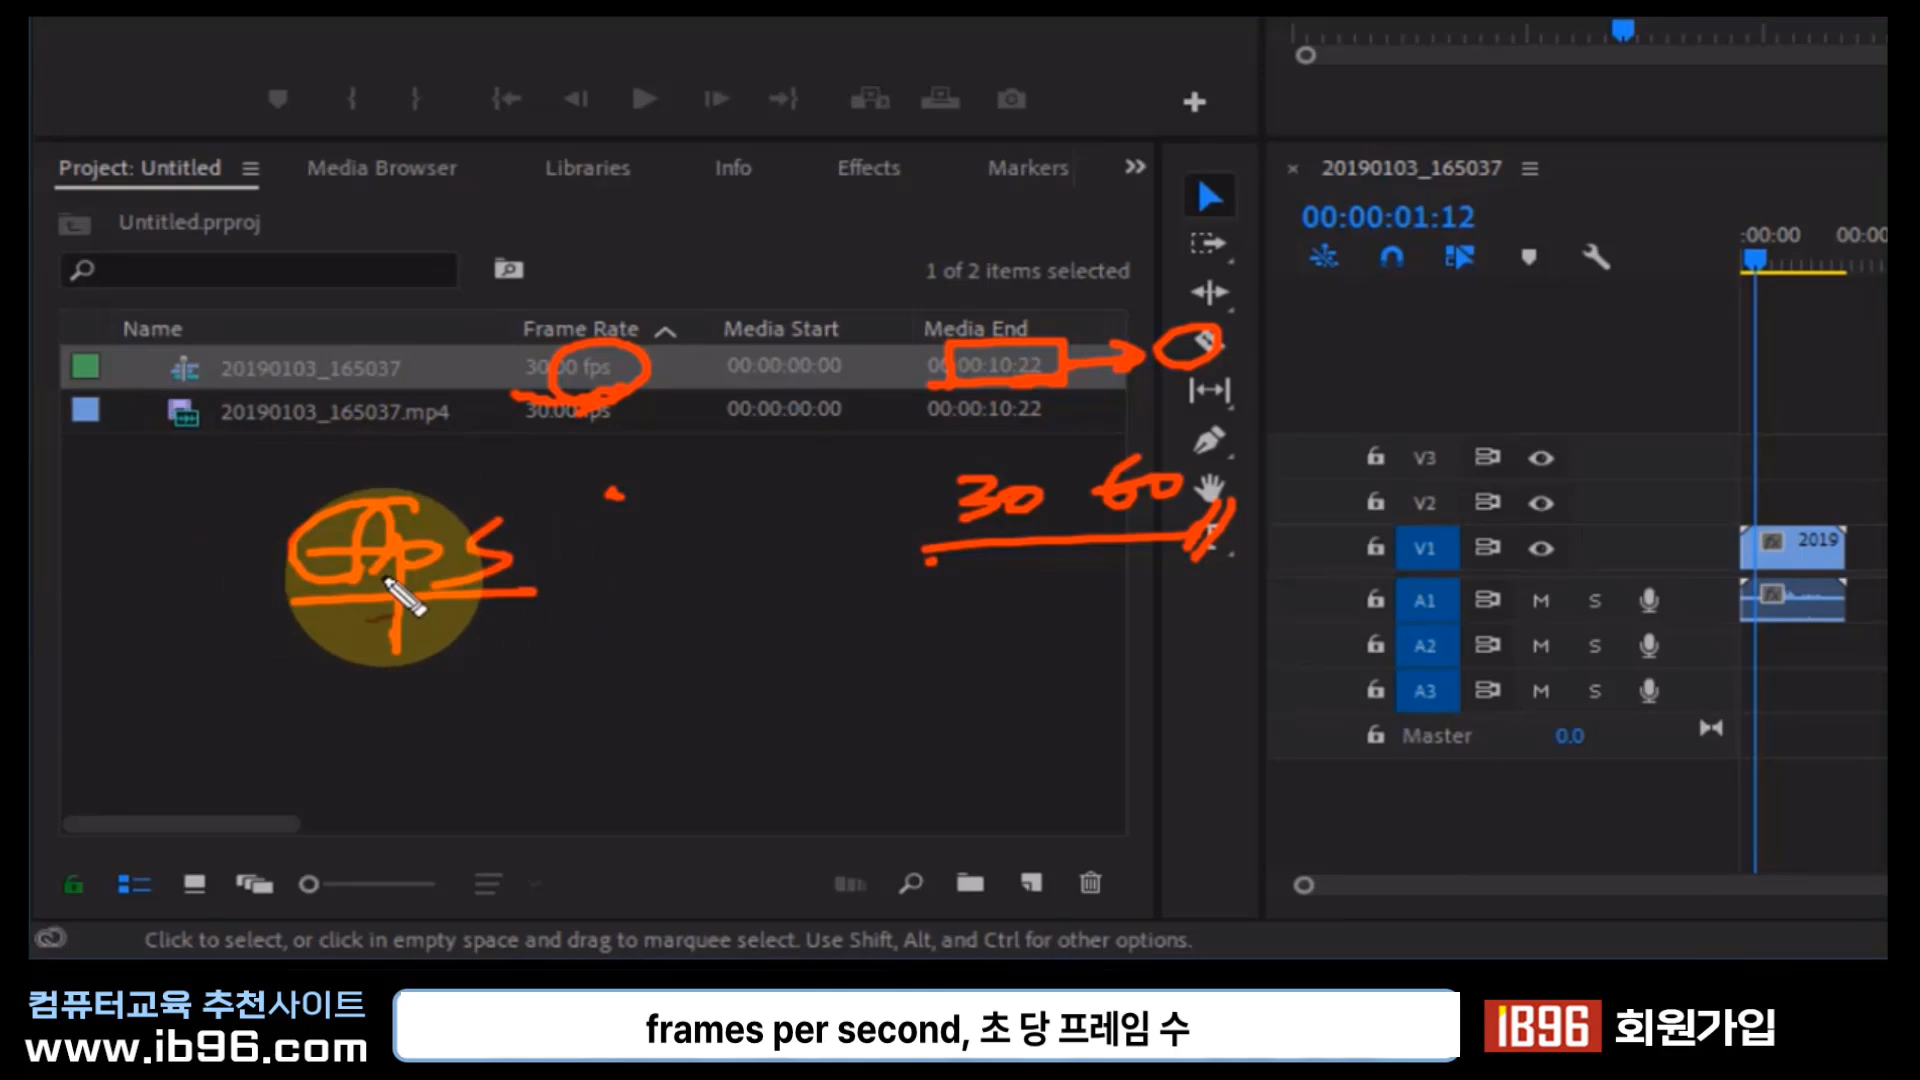 Project: Untitled Media Browser Libraries Info Effects Markers
Untitled.prproj
1 of 2 items selected
Name Frame Rate Media Start Media End
20190103_165037 30.00 fps 00:00:00:00 00:00:10:22
20190103_165037.mp4 30.00 fps 00:00:00:00 00:00:10:22
fps
30 60
20190103_165037
00:00:01:12
:00:00 00:00
V3
V2
V1 fx 2019
A1 M S fx
A2 M S
A3 M S
Master 0.0
Click to select, or click in empty space and drag to marquee select. Use Shift, Alt, and Ctrl for other options.
컴퓨터교육 추천사이트
www.ib96.com
frames per second, 초 당 프레임 수
IB96 회원가입